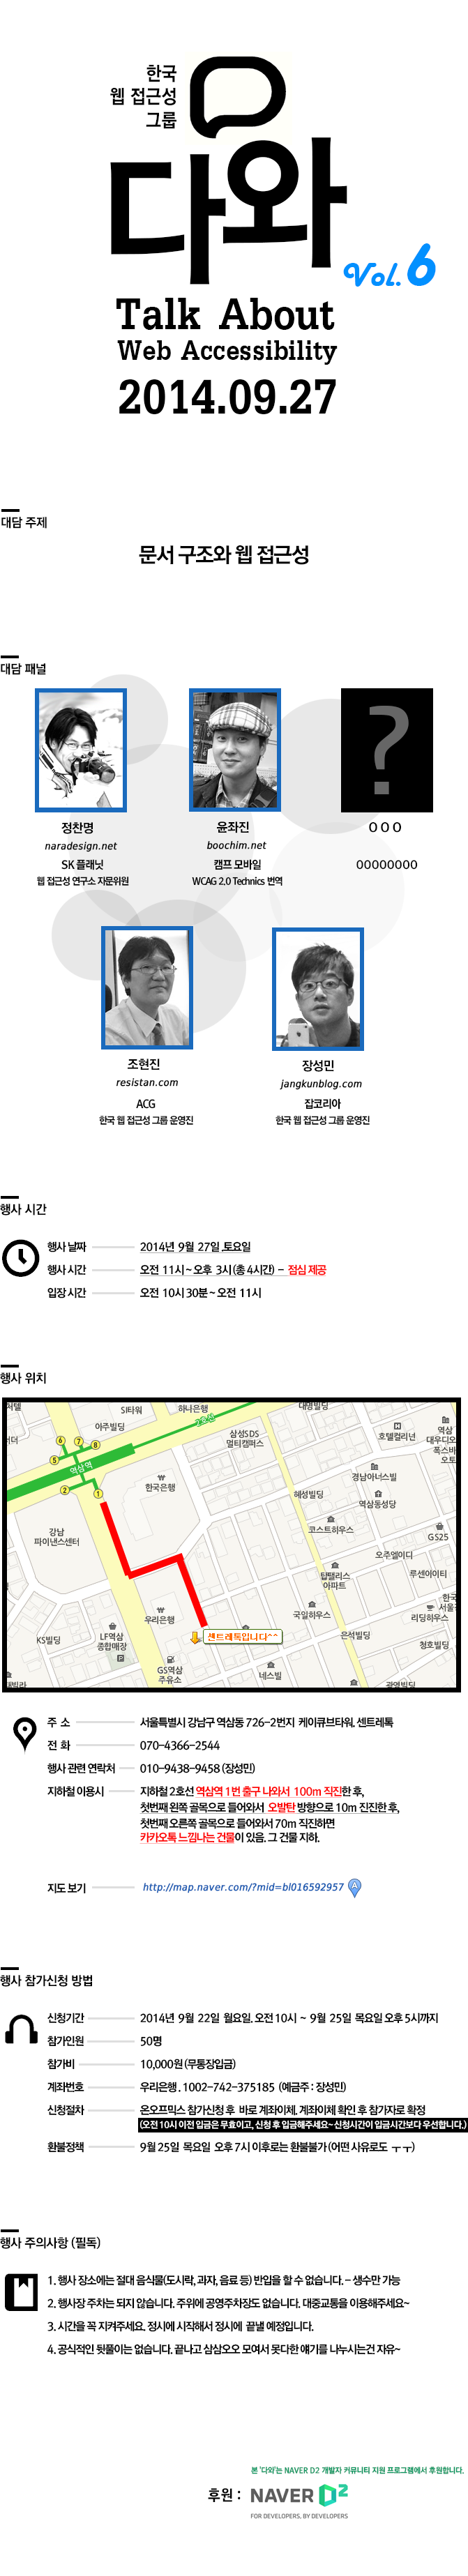 한국
웹 접근성
그룹
다와
Vol. 6
Talk About
Web Accessibility
2014.09.27
대담 주제
문서 구조와 웹 접근성
대담 패널
정찬명
naradesign.net
SK 플래닛
웹 접근성 연구소 자문위원
윤좌진
boochim.net
캠프 모바일
WCAG 2.0 Technics 번역
?
O O O
OOOOOOOO
조현진
resistan.com
ACG
한국 웹 접근성 그룹 운영진
장성민
jangkunblog.com
잡코리아
한국 웹 접근성 그룹 운영진
행사 시간
행사 날짜 2014년 9월 27일 .토요일
행사 시간 오전 11시 ~ 오후 3시 (총 4시간) - 점심 제공
입장 시간 오전 10시 30분 ~ 오전 11시
행사 위치
SI타워
하나은행
대명빌딩
아주빌딩
2호선
삼성SDS
멀티캠퍼스
호텔컬리넌
역삼
대우디오
폭스바
오토
6 7 8
5
역삼역
2 1
한국은행
경남아너스빌
혜성빌딩
역삼동성당
강남
파이낸스센터
코스트하우스
GS25
오주엘이디
탑팰리스
아파트
루센아이티
우리은행
국일하우스
한국
서울
리딩하우스
KS빌딩
LF역삼
종합매장
센트레톡입니다^^
은석빌딩
청호빌딩
GS역삼
주유소
네스빌
광영빌딩
주 소 서울특별시 강남구 역삼동 726-2번지 케이큐브타워. 센트레톡
전 화 070-4366-2544
행사 관련 연락처 010-9438-9458 (장성민)
지하철 이용시 지하철 2호선 역삼역 1번 출구 나와서 100m 직진한 후,
첫번째 왼쪽 골목으로 들어와서 오발탄 방향으로 10m 진진한 후,
첫번째 오른쪽 골목으로 들어와서 70m 직진하면
카카오톡 느낌나는 건물이 있음. 그 건물 지하.
지도 보기 http://map.naver.com/?mid=bl016592957
행사 참가신청 방법
신청기간 2014년 9월 22일 월요일. 오전 10시 ~ 9월 25일 목요일 오후 5시까지
참가인원 50명
참가비 10,000원 (무통장입금)
계좌번호 우리은행 . 1002-742-375185 (예금주 : 장성민)
신청절차 온오프믹스 참가신청 후 바로 계좌이체. 계좌이체 확인 후 참가자로 확정
(오전 10시 이전 입금은 무효이고, 신청 후 입금해주세요~ 신청시간이 입금시간보다 우선합니다.)
환불정책 9월 25일 목요일 오후 7시 이후로는 환불불가 (어떤 사유로도 ㅜㅜ)
행사 주의사항 (필독)
1. 행사 장소에는 절대 음식물(도시락, 과자, 음료 등) 반입을 할 수 없습니다. - 생수만 가능
2. 행사장 주차는 되지 않습니다. 주위에 공영주차장도 없습니다. 대중교통을 이용해주세요~
3. 시간을 꼭 지켜주세요. 정시에 시작해서 정시에 끝낼 예정입니다.
4. 공식적인 뒷풀이는 없습니다. 끝나고 삼삼오오 모여서 못다한 얘기를 나누시는건 자유~
본 '다와'는 NAVER D2 개발자 커뮤니티 지원 프로그램에서 후원합니다.
후원 : NAVER D2
FOR DEVELOPERS, BY DEVELOPERS